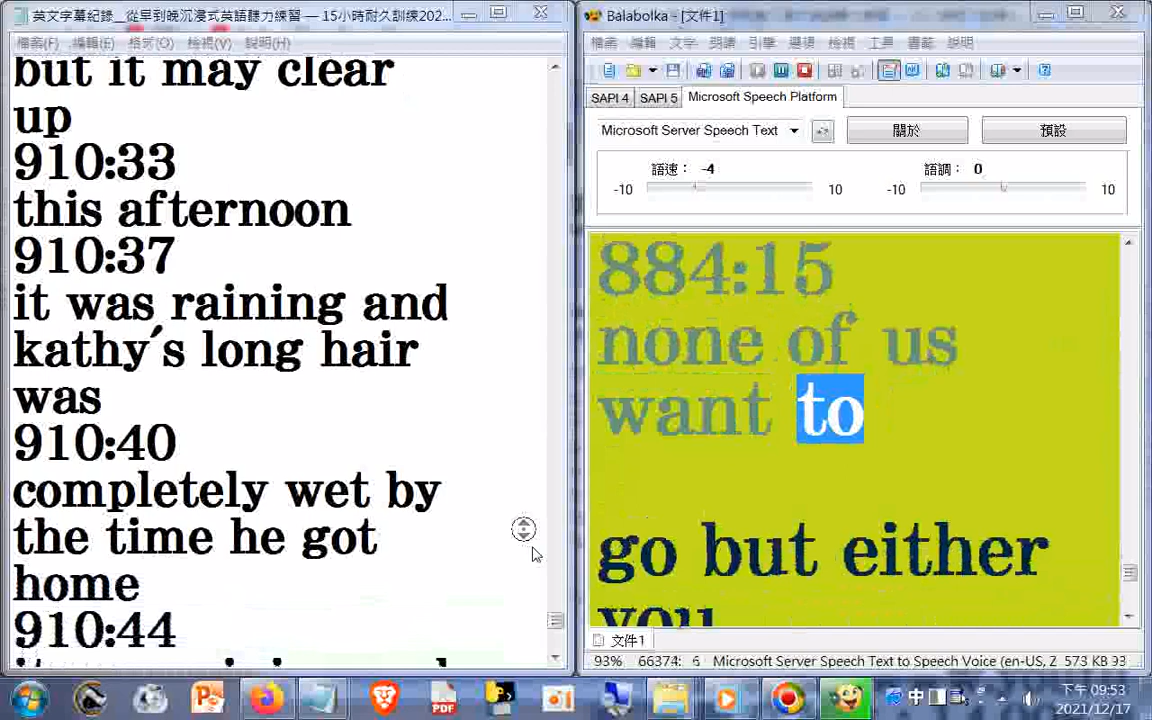 英文字幕紀錄__從早到晚沉浸式英語聽力練習 — 15小時耐久訓練202...
檔案(F) 編輯(E) 格式(O) 檢視(V) 說明(H)
but it may clear
up
910:33
this afternoon
910:37
it was raining and
kathy's long hair
was
910:40
completely wet by
the time he got
home
910:44
Balabolka - [文件1]
檔案 編輯 文字 朗讀 引擎 選項 檢視 工具 書籤 說明
SAPI 4 SAPI 5 Microsoft Speech Platform
Microsoft Server Speech Text 關於 預設
語速： -4 語調： 0
-10 10 -10 10
884:15
none of us
want to
go but either
you
文件1
93% 66374: 6 Microsoft Server Speech Text to Speech Voice (en-US, Z 573 KB 93
中
下午 09:53
2021/12/17
PDF